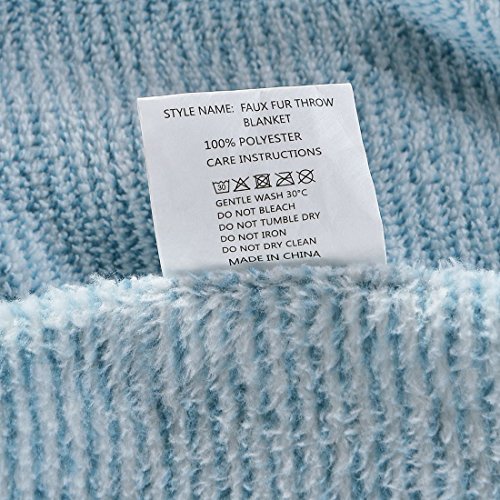 STYLE NAME: FAUX FUR THROW
BLANKET
100% POLYESTER
CARE INSTRUCTIONS
30
GENTLE WASH 30°C
DO NOT BLEACH
DO NOT TUMBLE DRY
DO NOT IRON
DO NOT DRY CLEAN
MADE IN CHINA